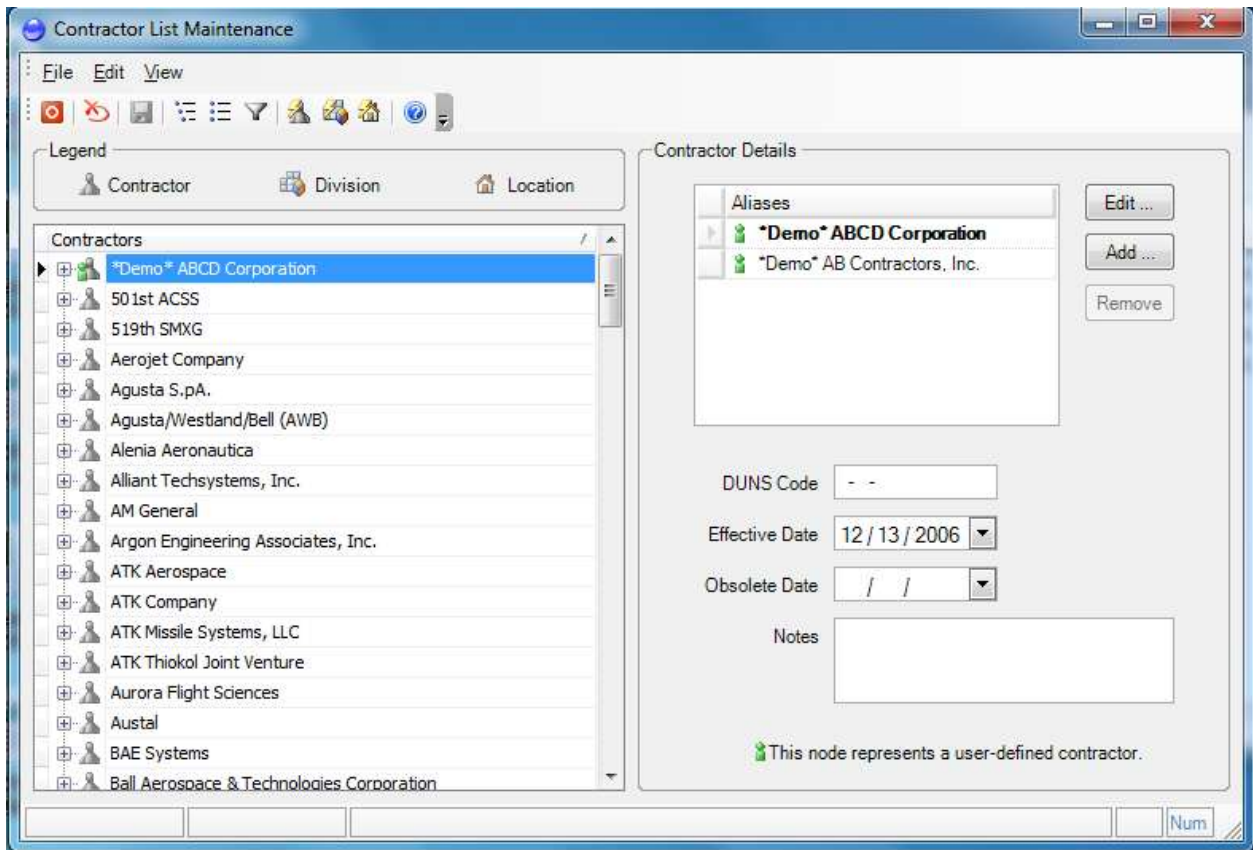 Contractor List Maintenance
File Edit View
Legend
Contractor Division Location
Contractors
*Demo* ABCD Corporation
501st ACSS
519th SMXG
Aerojet Company
Agusta S.pA.
Agusta/Westland/Bell (AWB)
Alenia Aeronautica
Alliant Techsystems, Inc.
AM General
Argon Engineering Associates, Inc.
ATK Aerospace
ATK Company
ATK Missile Systems, LLC
ATK Thiokol Joint Venture
Aurora Flight Sciences
Austal
BAE Systems
Ball Aerospace & Technologies Corporation
Contractor Details
Aliases
*Demo* ABCD Corporation
*Demo* AB Contractors, Inc.
Edit ...
Add ...
Remove
DUNS Code - -
Effective Date 12 / 13 / 2006
Obsolete Date / /
Notes
This node represents a user-defined contractor.
Num